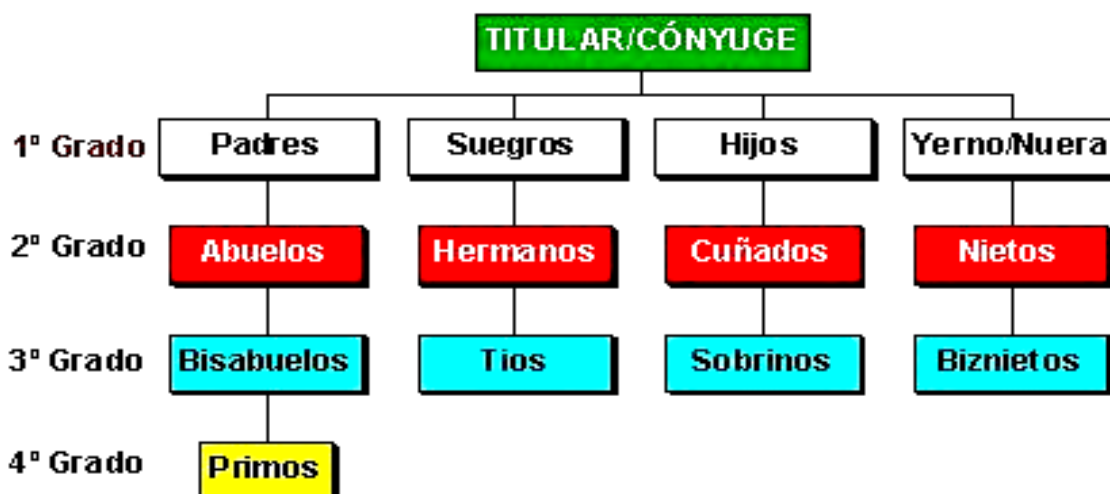 TITULAR/CÓNYUGE
1º Grado Padres Suegros Hijos Yerno/Nuera
2º Grado Abuelos Hermanos Cuñados Nietos
3º Grado Bisabuelos Tios Sobrinos Biznietos
4º Grado Primos